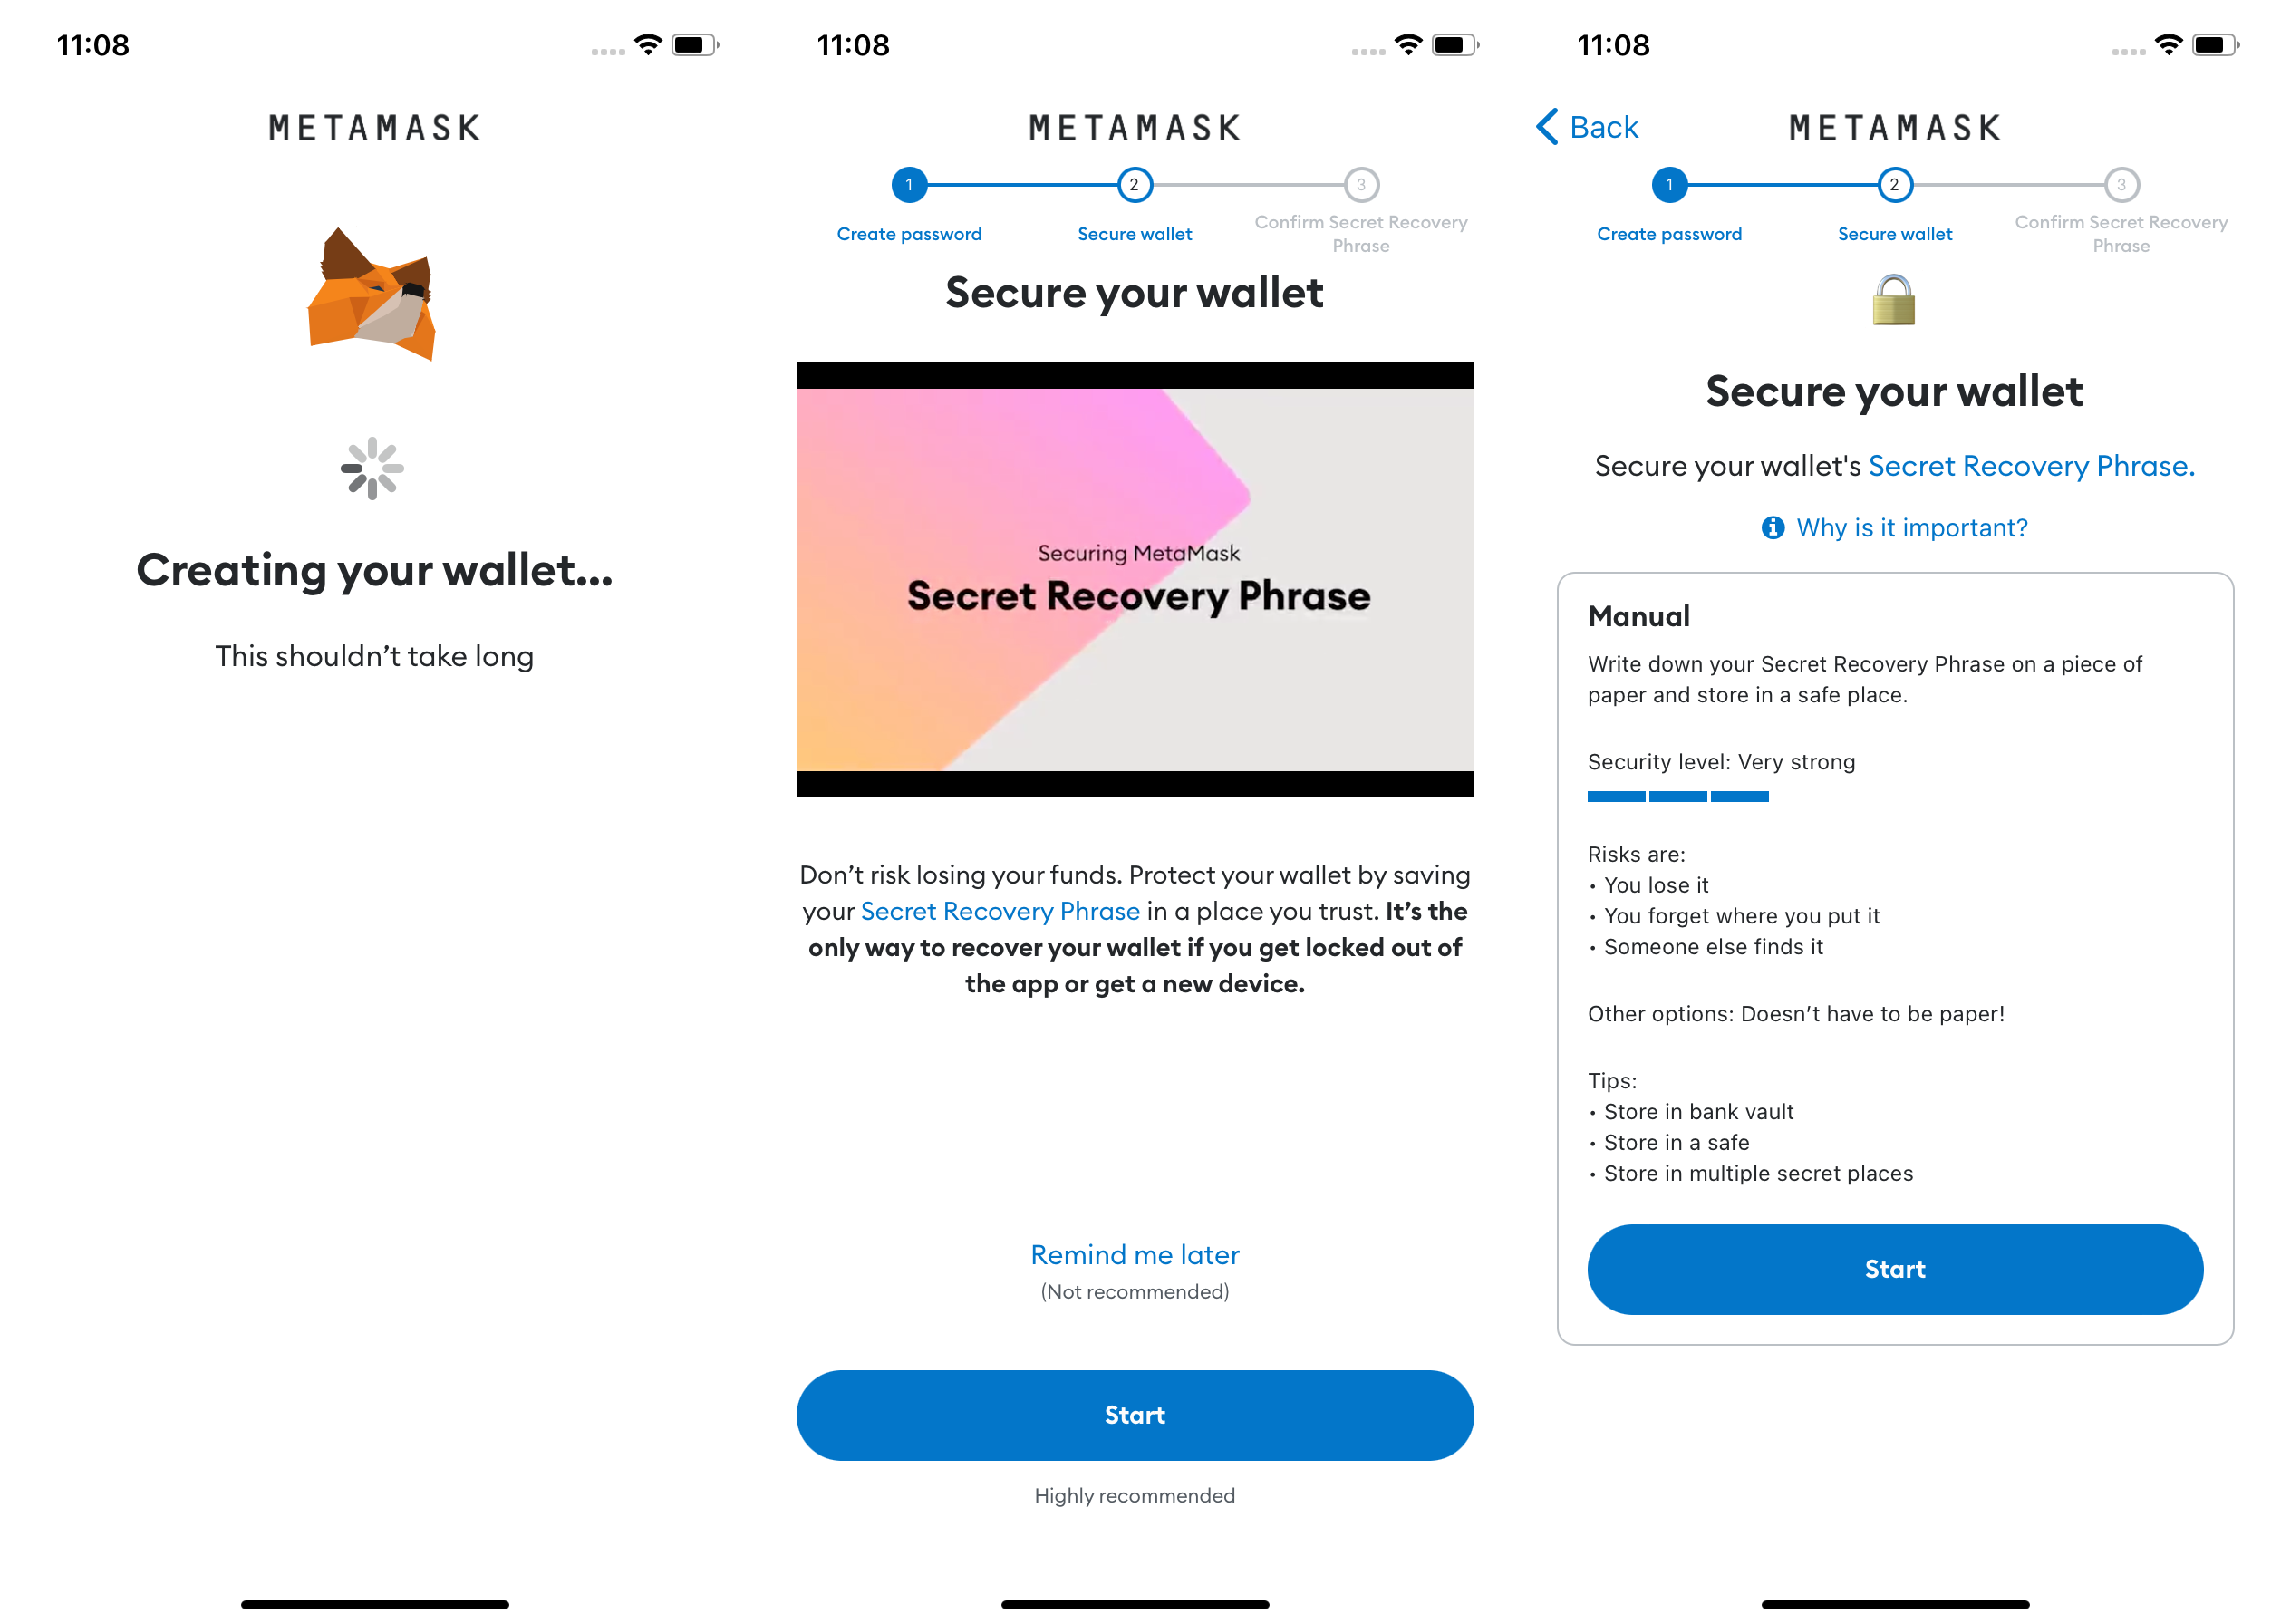 11:08
METAMASK
Creating your wallet...
This shouldn’t take long
11:08
METAMASK
1
2
3
Create password
Secure wallet
Confirm Secret Recovery
Phrase
Secure your wallet
Securing MetaMask
Secret Recovery Phrase
Don’t risk losing your funds. Protect your wallet by saving
your Secret Recovery Phrase in a place you trust. It’s the
only way to recover your wallet if you get locked out of
the app or get a new device.
Remind me later
(Not recommended)
Start
Highly recommended
11:08
Back
METAMASK
1
2
3
Create password
Secure wallet
Confirm Secret Recovery
Phrase
Secure your wallet
Secure your wallet's Secret Recovery Phrase.
Why is it important?
Manual
Write down your Secret Recovery Phrase on a piece of
paper and store in a safe place.
Security level: Very strong
Risks are:
• You lose it
• You forget where you put it
• Someone else finds it
Other options: Doesn’t have to be paper!
Tips:
• Store in bank vault
• Store in a safe
• Store in multiple secret places
Start